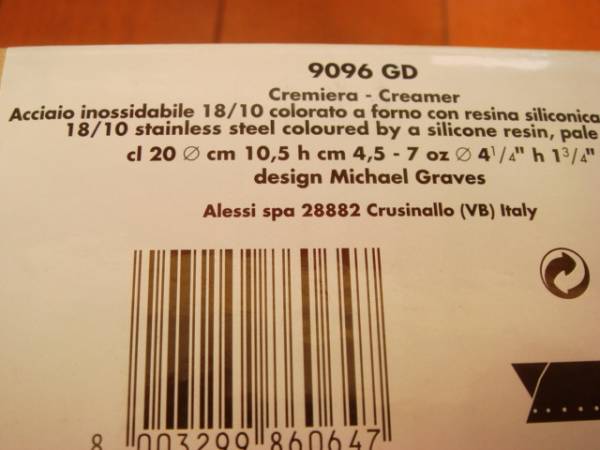 9096 GD
Cremiera - Creamer
Acciaio inossidabile 18/10 colorato a forno con resina siliconica
18/10 stainless steel coloured by a silicone resin, pale
cl 20 ∅ cm 10,5 h cm 4,5 - 7 oz ∅ 4¹/₄" h 1³/₄"
design Michael Graves
Alessi spa 28882 Crusinallo (VB) Italy
8 003299 860647